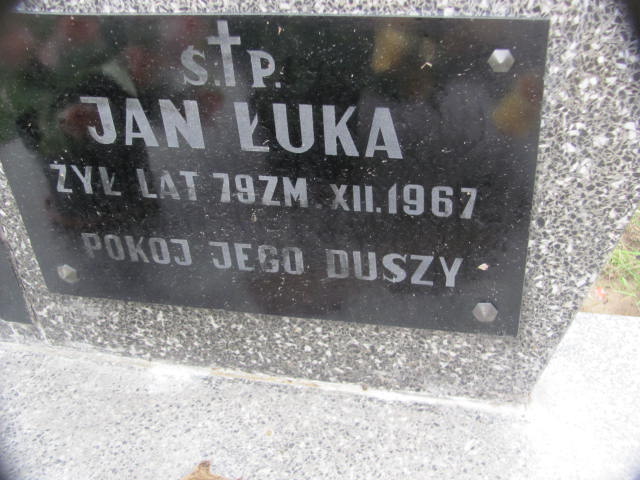 Ś.†P.
JAN ŁUKA
ŻYŁ LAT 79 ZM. XII.1967
POKÓJ JEGO DUSZY